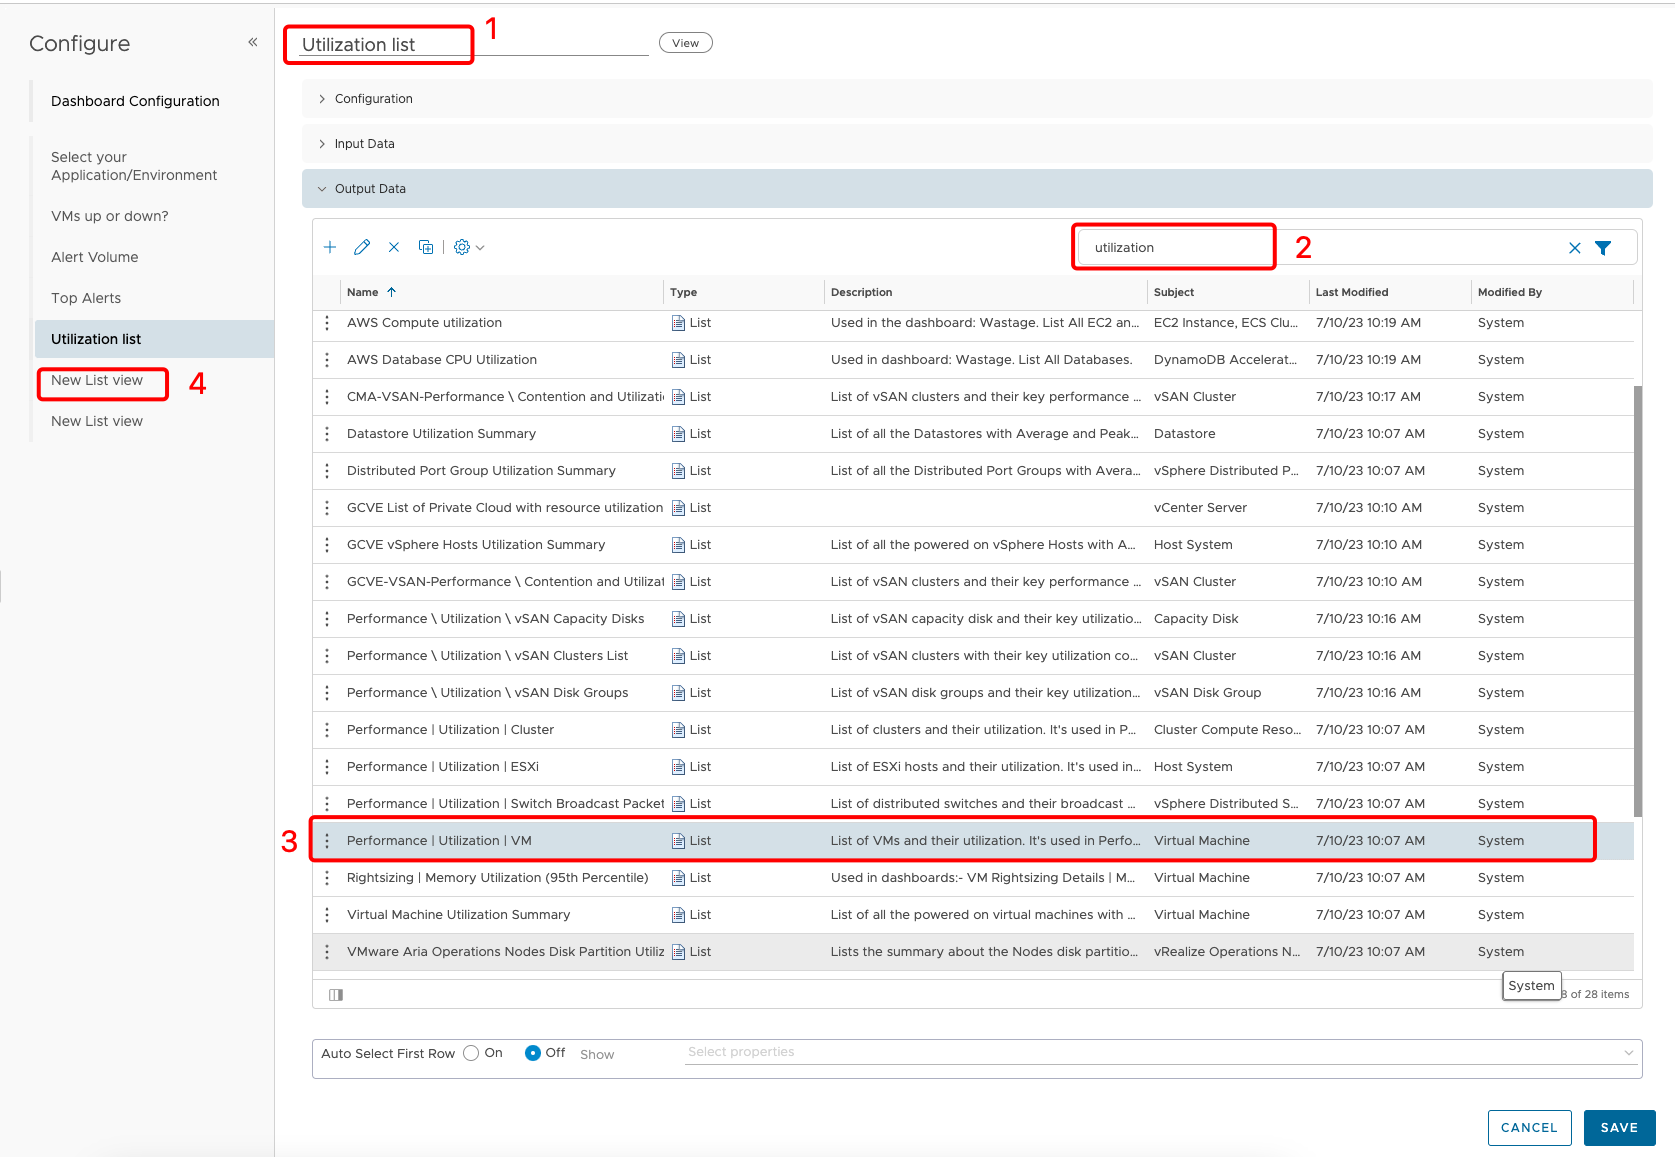 Configure
«
Dashboard Configuration
Select your
Application/Environment
VMs up or down?
Alert Volume
Top Alerts
Utilization list
New List view
4
New List view
Utilization list
1
View
Configuration
Input Data
Output Data
utilization
2
Name Type Description Subject Last Modified Modified By
AWS Compute utilization List Used in the dashboard: Wastage. List All EC2 an... EC2 Instance, ECS Clu... 7/10/23 10:19 AM System
AWS Database CPU Utilization List Used in dashboard: Wastage. List All Databases. DynamoDB Accelerat... 7/10/23 10:19 AM System
CMA-VSAN-Performance \ Contention and Utilizati List List of vSAN clusters and their key performance ... vSAN Cluster 7/10/23 10:17 AM System
Datastore Utilization Summary List List of all the Datastores with Average and Peak... Datastore 7/10/23 10:07 AM System
Distributed Port Group Utilization Summary List List of all the Distributed Port Groups with Avera... vSphere Distributed P... 7/10/23 10:07 AM System
GCVE List of Private Cloud with resource utilization List vCenter Server 7/10/23 10:10 AM System
GCVE vSphere Hosts Utilization Summary List List of all the powered on vSphere Hosts with A... Host System 7/10/23 10:10 AM System
GCVE-VSAN-Performance \ Contention and Utilizat List List of vSAN clusters and their key performance ... vSAN Cluster 7/10/23 10:10 AM System
Performance \ Utilization \ vSAN Capacity Disks List List of vSAN capacity disk and their key utilizatio... Capacity Disk 7/10/23 10:16 AM System
Performance \ Utilization \ vSAN Clusters List List List of vSAN clusters with their key utilization co... vSAN Cluster 7/10/23 10:16 AM System
Performance \ Utilization \ vSAN Disk Groups List List of vSAN disk groups and their key utilization... vSAN Disk Group 7/10/23 10:16 AM System
Performance | Utilization | Cluster List List of clusters and their utilization. It's used in P... Cluster Compute Reso... 7/10/23 10:07 AM System
Performance | Utilization | ESXi List List of ESXi hosts and their utilization. It's used in... Host System 7/10/23 10:07 AM System
Performance | Utilization | Switch Broadcast Packet List List of distributed switches and their broadcast ... vSphere Distributed S... 7/10/23 10:07 AM System
3 Performance | Utilization | VM List List of VMs and their utilization. It's used in Perfo... Virtual Machine 7/10/23 10:07 AM System
Rightsizing | Memory Utilization (95th Percentile) List Used in dashboards:- VM Rightsizing Details | M... Virtual Machine 7/10/23 10:07 AM System
Virtual Machine Utilization Summary List List of all the powered on virtual machines with ... Virtual Machine 7/10/23 10:07 AM System
VMware Aria Operations Nodes Disk Partition Utiliz List Lists the summary about the Nodes disk partitio... vRealize Operations N... 7/10/23 10:07 AM System
System
8 of 28 items
Auto Select First Row On Off Show Select properties
CANCEL SAVE